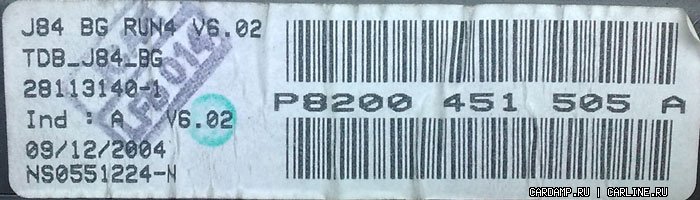 J84 BG RUN4 V6.02
TDB_J84_BG
28113140-1
Ind : A V6.02
09/12/2004
NS0551224-N
P8200 451 505 A
CARDAMP.RU | CARLINE.RU